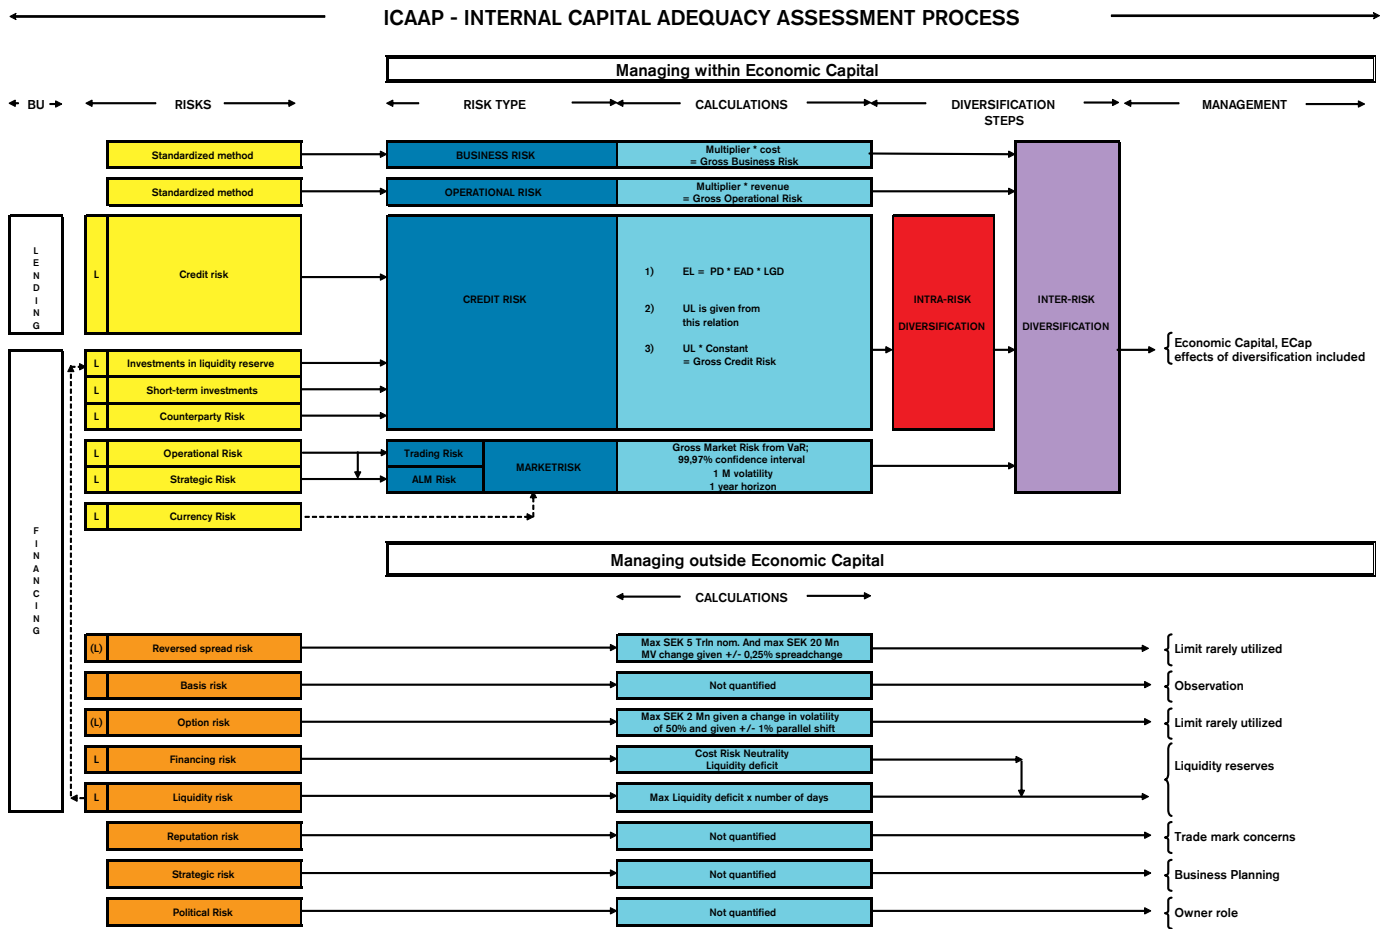 ICAAP - INTERNAL CAPITAL ADEQUACY ASSESSMENT PROCESS
Managing within Economic Capital
BU
RISKS
RISK TYPE
CALCULATIONS
DIVERSIFICATION
STEPS
MANAGEMENT
Standardized method
BUSINESS RISK
Multiplier * cost
= Gross Business Risk
Standardized method
OPERATIONAL RISK
Multiplier * revenue
= Gross Operational Risk
LENDING
L
Credit risk
CREDIT RISK
1) EL = PD * EAD * LGD
2) UL is given from
this relation
3) UL * Constant
= Gross Credit Risk
INTRA-RISK
DIVERSIFICATION
INTER-RISK
DIVERSIFICATION
Economic Capital, ECap
effects of diversification included
FINANCING
L
Investments in liquidity reserve
L
Short-term investments
L
Counterparty Risk
L
Operational Risk
Trading Risk
MARKETRISK
Gross Market Risk from VaR;
99,97% confidence interval
1 M volatility
1 year horizon
L
Strategic Risk
ALM Risk
L
Currency Risk
Managing outside Economic Capital
CALCULATIONS
(L)
Reversed spread risk
Max SEK 5 Trln nom. And max SEK 20 Mn
MV change given +/- 0,25% spreadchange
Limit rarely utilized
Basis risk
Not quantified
Observation
(L)
Option risk
Max SEK 2 Mn given a change in volatility
of 50% and given +/- 1% parallel shift
Limit rarely utilized
L
Financing risk
Cost Risk Neutrality
Liquidity deficit
Liquidity reserves
L
Liquidity risk
Max Liquidity deficit x number of days
Reputation risk
Not quantified
Trade mark concerns
Strategic risk
Not quantified
Business Planning
Political Risk
Not quantified
Owner role